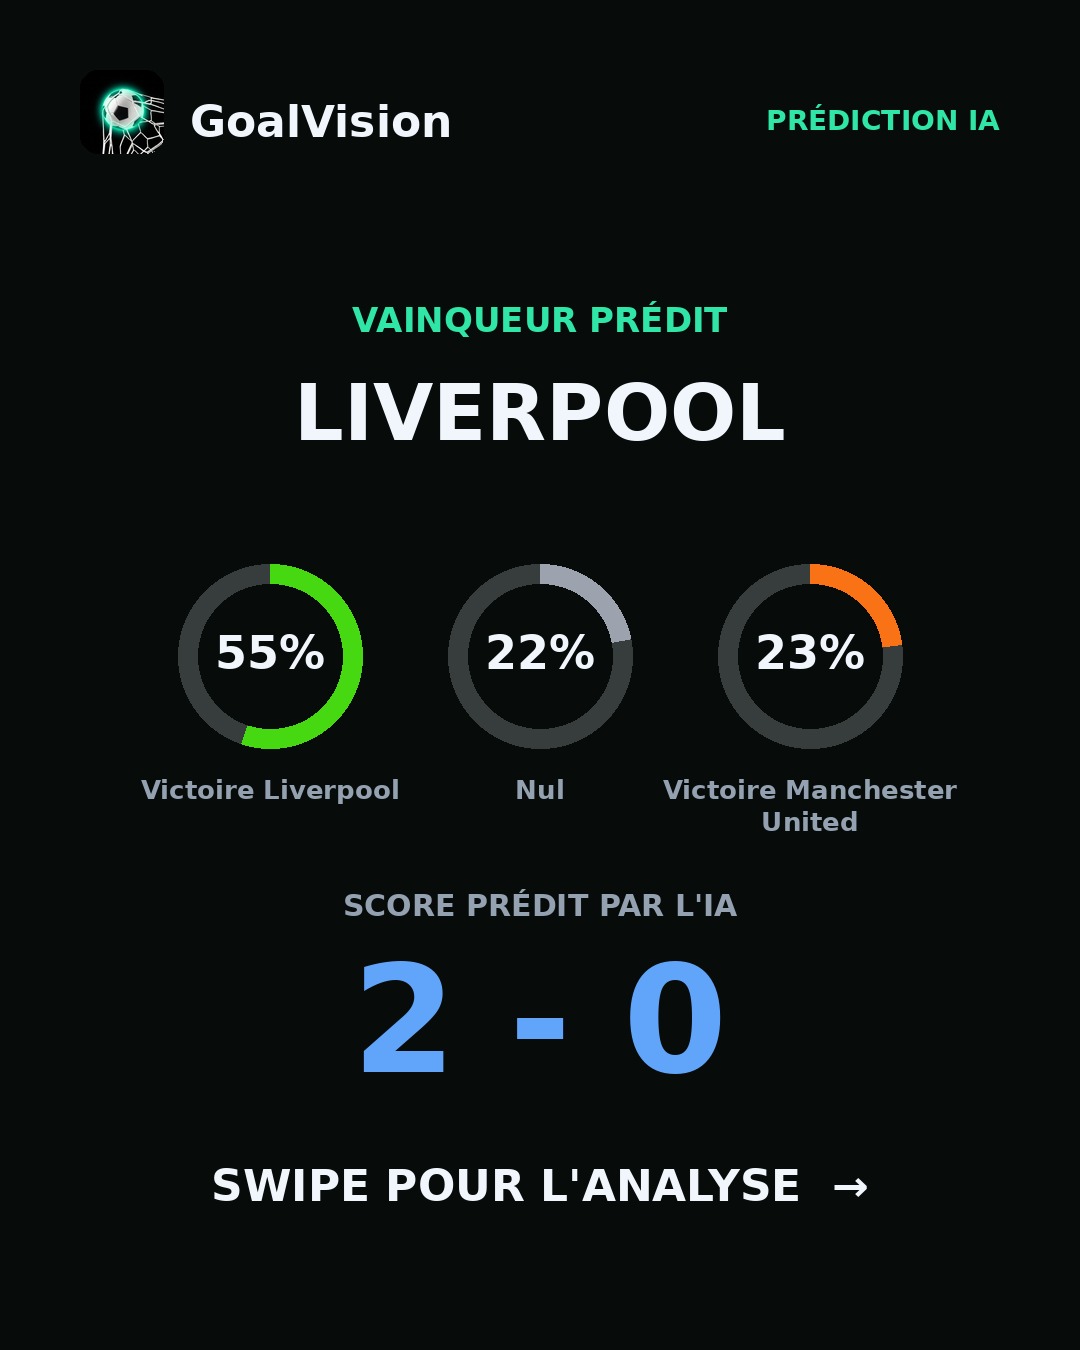 GoalVision
PRÉDICTION IA
VAINQUEUR PRÉDIT
LIVERPOOL
55%
22%
23%
Victoire Liverpool
Nul
Victoire Manchester
United
SCORE PRÉDIT PAR L'IA
2 - 0
SWIPE POUR L'ANALYSE →